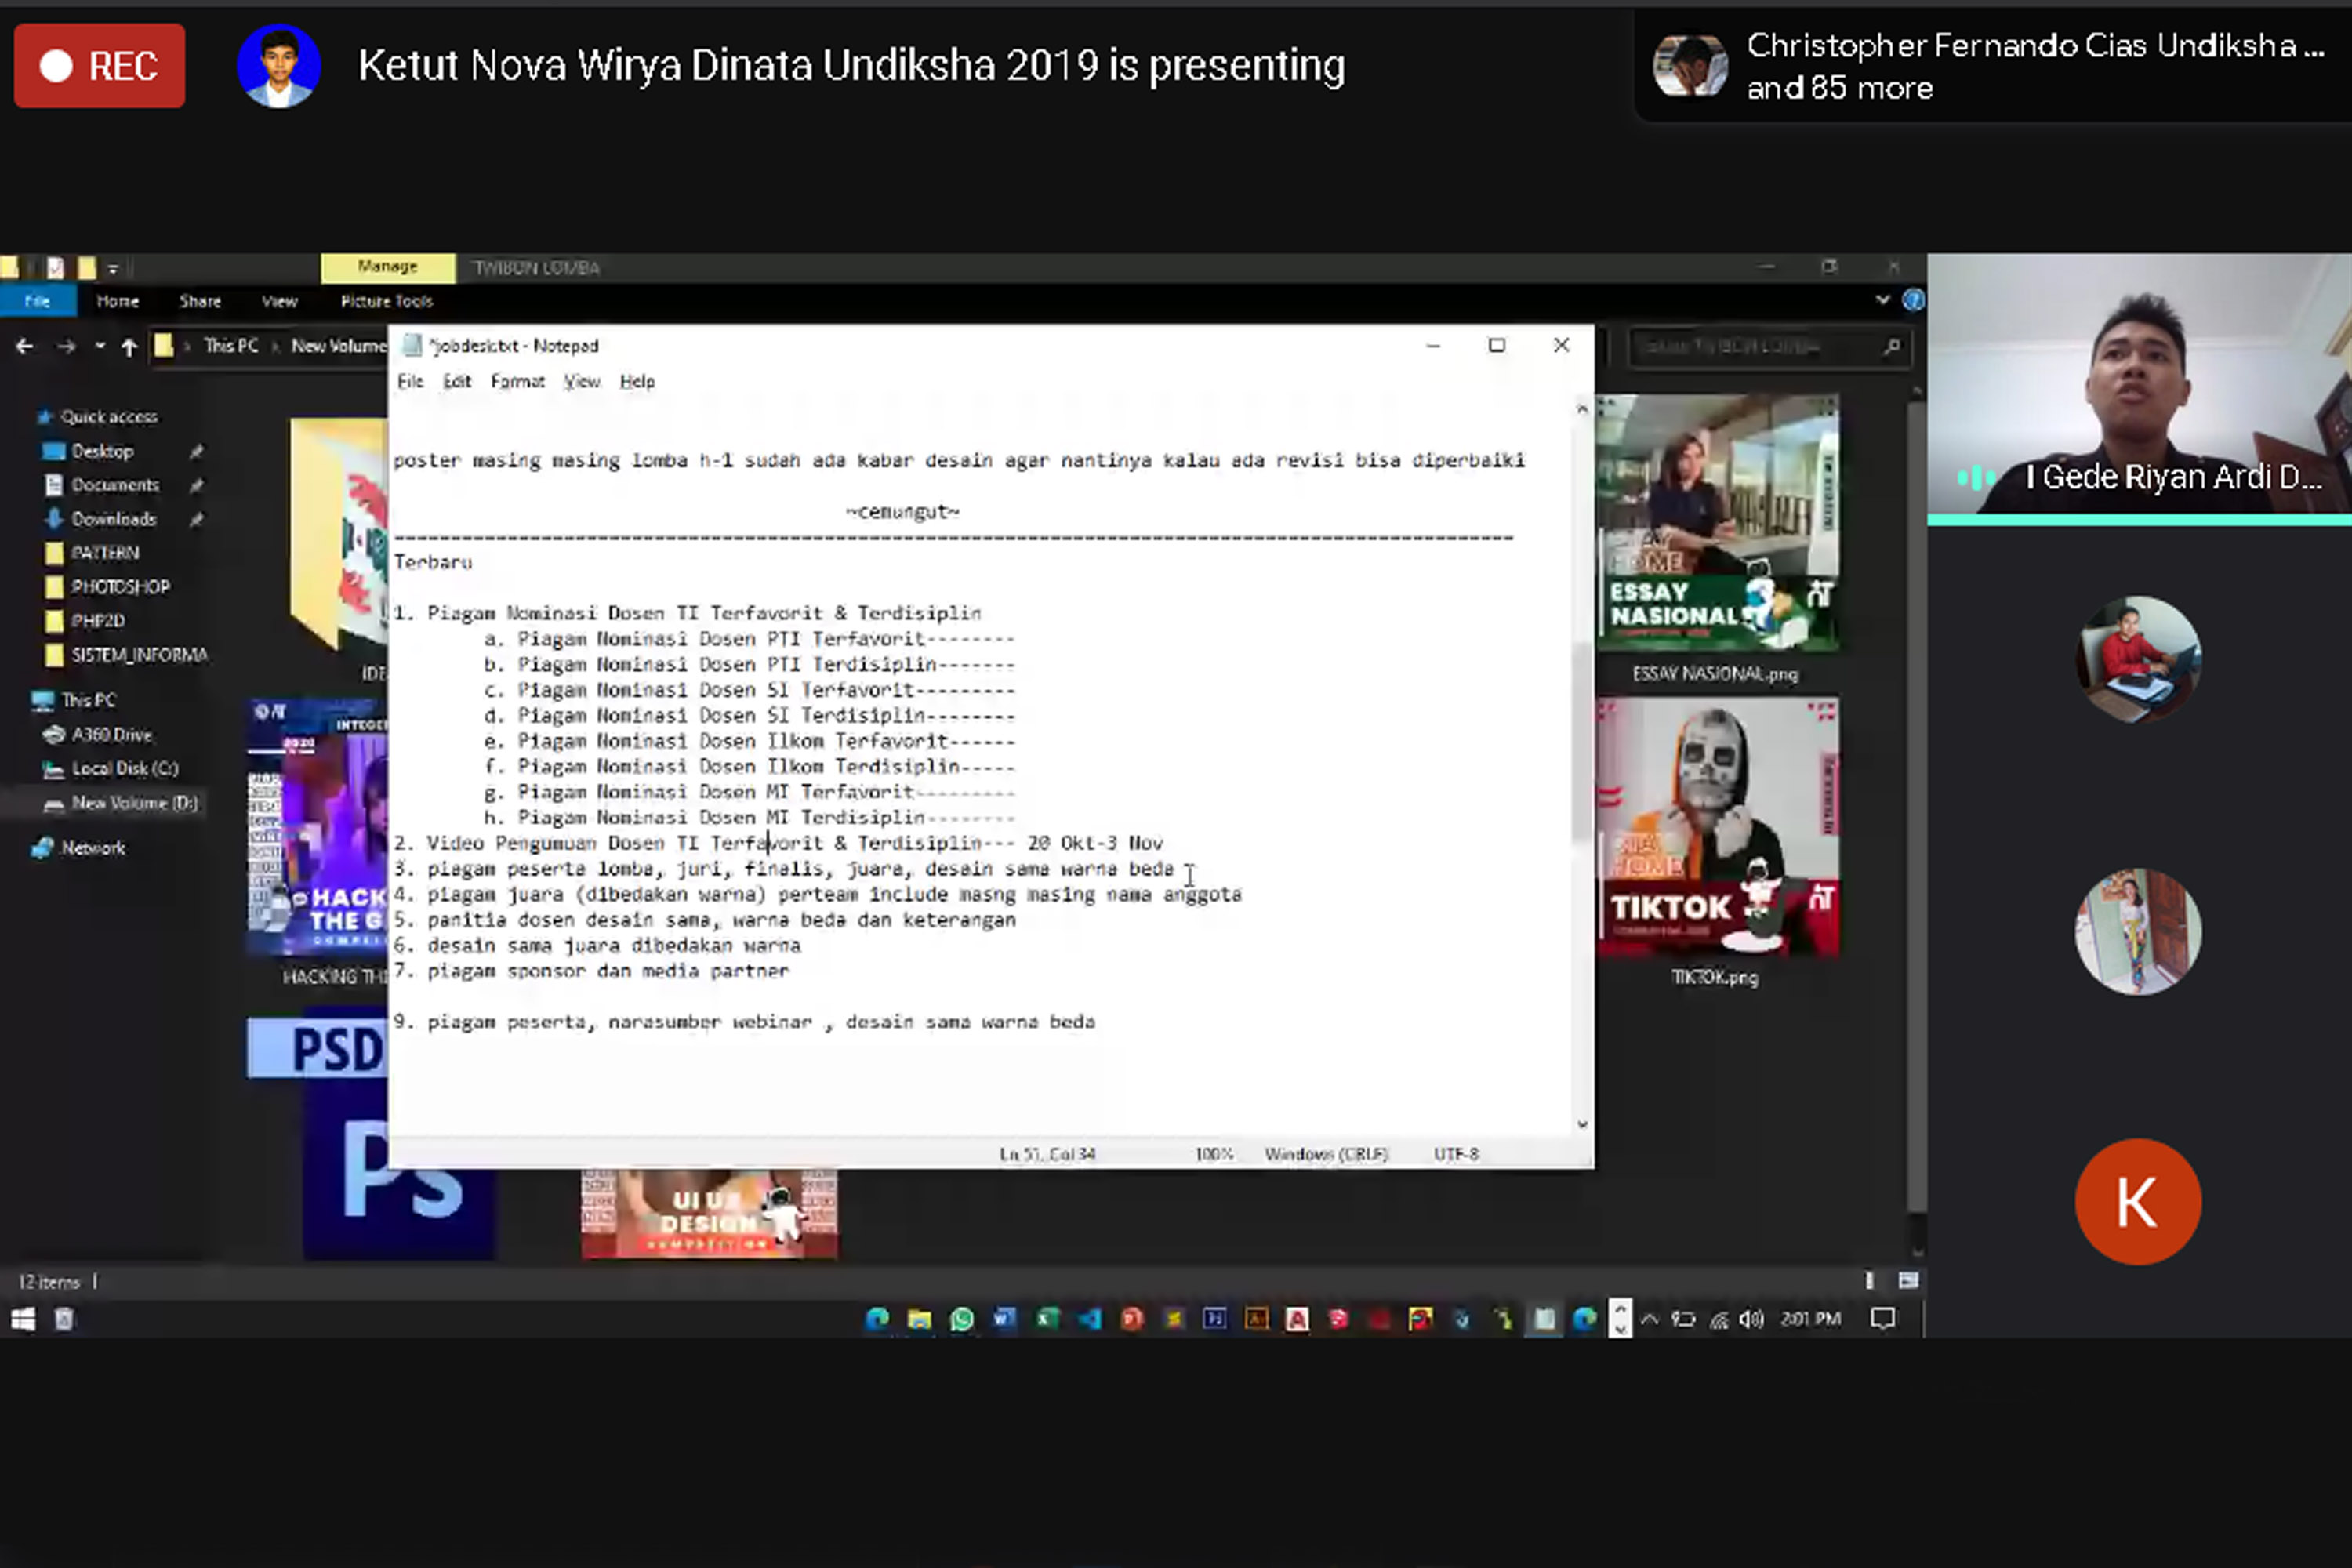 REC
Ketut Nova Wirya Dinata Undiksha 2019 is presenting
Christopher Fernando Cias Undiksha ...
and 85 more
Manage
TWIBON LOMBA
File Home Share View Picture Tools
This PC New Volume
*jobdesk.txt - Notepad
File Edit Format View Help
poster masing masing lomba h-1 sudah ada kabar desain agar nantinya kalau ada revisi bisa diperbaiki
~cemungut~
Terbaru
1. Piagam Nominasi Dosen TI Terfavorit & Terdisiplin
a. Piagam Nominasi Dosen PTI Terfavorit--------
b. Piagam Nominasi Dosen PTI Terdisiplin-------
c. Piagam Nominasi Dosen SI Terfavorit---------
d. Piagam Nominasi Dosen SI Terdisiplin--------
e. Piagam Nominasi Dosen Ilkom Terfavorit------
f. Piagam Nominasi Dosen Ilkom Terdisiplin-----
g. Piagam Nominasi Dosen MI Terfavorit---------
h. Piagam Nominasi Dosen MI Terdisiplin--------
2. Video Pengumuan Dosen TI Terfavorit & Terdisiplin--- 20 Okt-3 Nov
3. piagam peserta lomba, juri, finalis, juara, desain sama warna beda
4. piagam juara (dibedakan warna) perteam include masng masing nama anggota
5. panitia dosen desain sama, warna beda dan keterangan
6. desain sama juara dibedakan warna
7. piagam sponsor dan media partner
9. piagam peserta, narasumber webinar , desain sama warna beda
Ln 51, Col 34 100% Windows (CRLF) UTF-8
Quick access
Desktop
Documents
Downloads
PATTERN
PHOTOSHOP
PHP2D
SISTEM_INFORMA
This PC
A360 Drive
Local Disk (C:)
New Volume (D:)
Network
IDE
2020
HACK
THE G
HACKING TH
PSD
Ps
UI UX
DESIGN
COMPETITION
HOME
ESSAY
NASIONAL
ESSAY NASIONAL.png
HOME
TIKTOK
TIKTOK.png
12 items
2:01 PM
I Gede Riyan Ardi D...
K